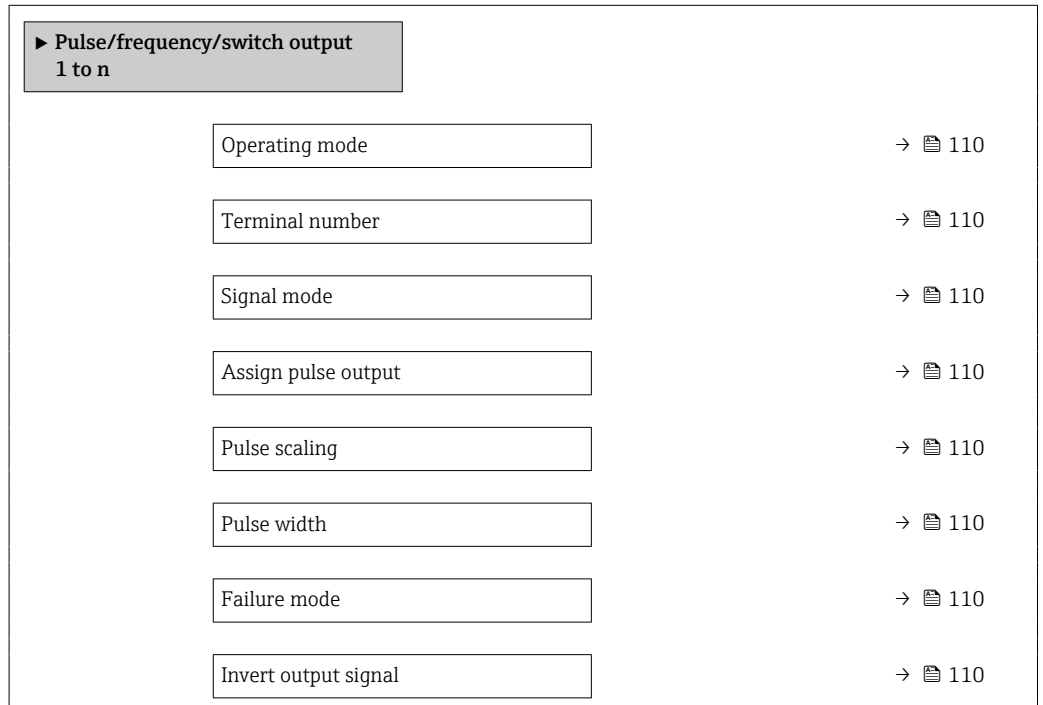 ► Pulse/frequency/switch output
1 to n
Operating mode → 110
Terminal number → 110
Signal mode → 110
Assign pulse output → 110
Pulse scaling → 110
Pulse width → 110
Failure mode → 110
Invert output signal → 110